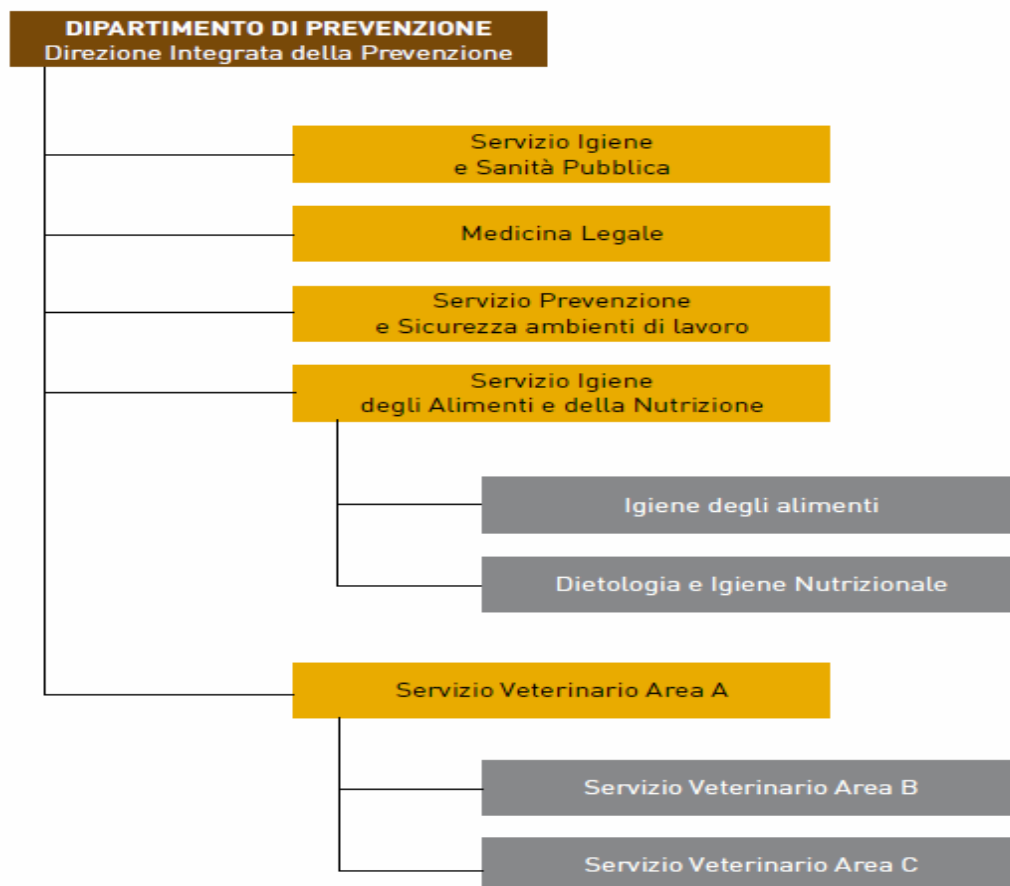 DIPARTIMENTO DI PREVENZIONE
Direzione Integrata della Prevenzione
Servizio Igiene
e Sanità Pubblica
Medicina Legale
Servizio Prevenzione
e Sicurezza ambienti di lavoro
Servizio Igiene
degli Alimenti e della Nutrizione
Igiene degli alimenti
Dietologia e Igiene Nutrizionale
Servizio Veterinario Area A
Servizio Veterinario Area B
Servizio Veterinario Area C